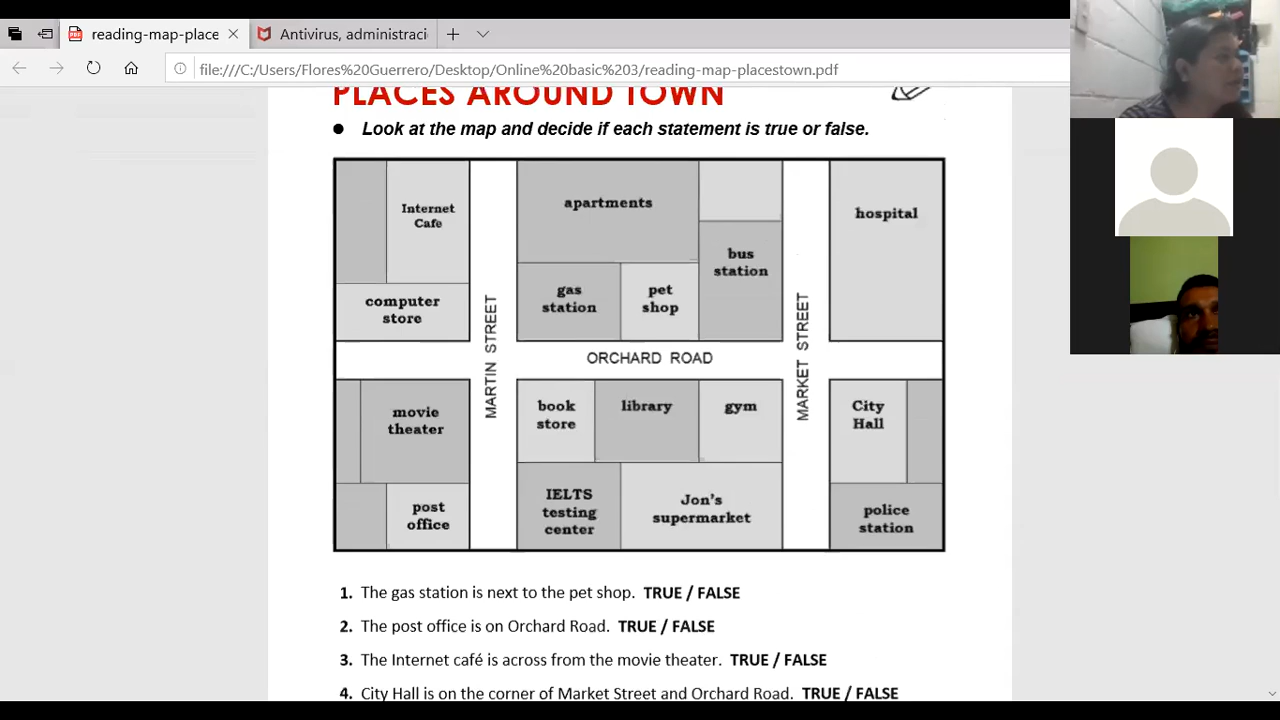 reading-map-place
Antivirus, administraci
file:///C:/Users/Flores%20Guerrero/Desktop/Online%20basic%203/reading-map-placestown.pdf
PLACES AROUND TOWN
Look at the map and decide if each statement is true or false.
Internet
Cafe
apartments
hospital
bus
station
computer
store
gas
station
pet
shop
MARTIN STREET
ORCHARD ROAD
MARKET STREET
movie
theater
book
store
library
gym
City
Hall
post
office
IELTS
testing
center
Jon's
supermarket
police
station
1. The gas station is next to the pet shop. TRUE / FALSE
2. The post office is on Orchard Road. TRUE / FALSE
3. The Internet café is across from the movie theater. TRUE / FALSE
4. City Hall is on the corner of Market Street and Orchard Road. TRUE / FALSE